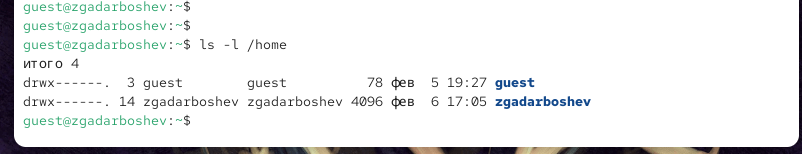 guest@zgadarboshev:~$
guest@zgadarboshev:~$
guest@zgadarboshev:~$ ls -l /home
итого 4
drwx------.  3 guest        guest          78 фев  5 19:27 guest
drwx------. 14 zgadarboshev zgadarboshev 4096 фев  6 17:05 zgadarboshev
guest@zgadarboshev:~$